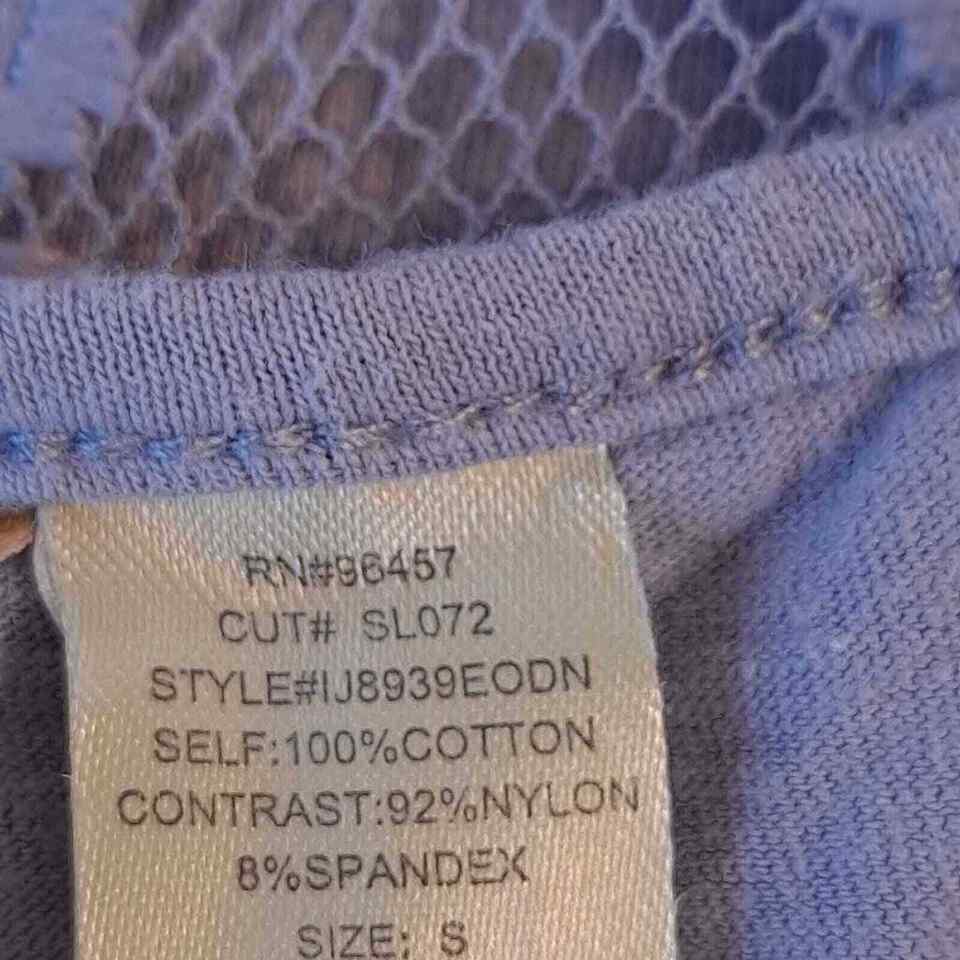 RN#96457
CUT# SL072
STYLE#IJ8939EODN
SELF:100%COTTON
CONTRAST:92%NYLON
8%SPANDEX
SIZE: S